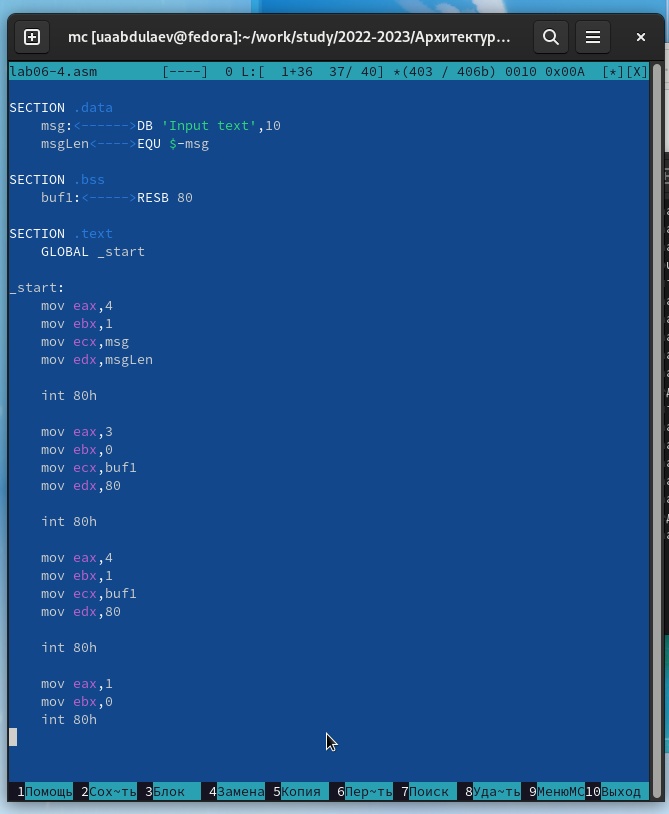 mc [uaabdulaev@fedora]:~/work/study/2022-2023/Архитектур...
lab06-4.asm [----] 0 L:[ 1+36 37/ 40] *(403 / 406b) 0010 0x00A [*][X]
SECTION .data
msg:<------>DB 'Input text',10
msgLen<---->EQU $-msg
SECTION .bss
buf1:<----->RESB 80
SECTION .text
GLOBAL _start
_start:
mov eax,4
mov ebx,1
mov ecx,msg
mov edx,msgLen
int 80h
mov eax,3
mov ebx,0
mov ecx,buf1
mov edx,80
int 80h
mov eax,4
mov ebx,1
mov ecx,buf1
mov edx,80
int 80h
mov eax,1
mov ebx,0
int 80h
1Помощь 2Сох~ть 3Блок 4Замена 5Копия 6Пер~ть 7Поиск 8Уда~ть 9МенюMC 10Выход